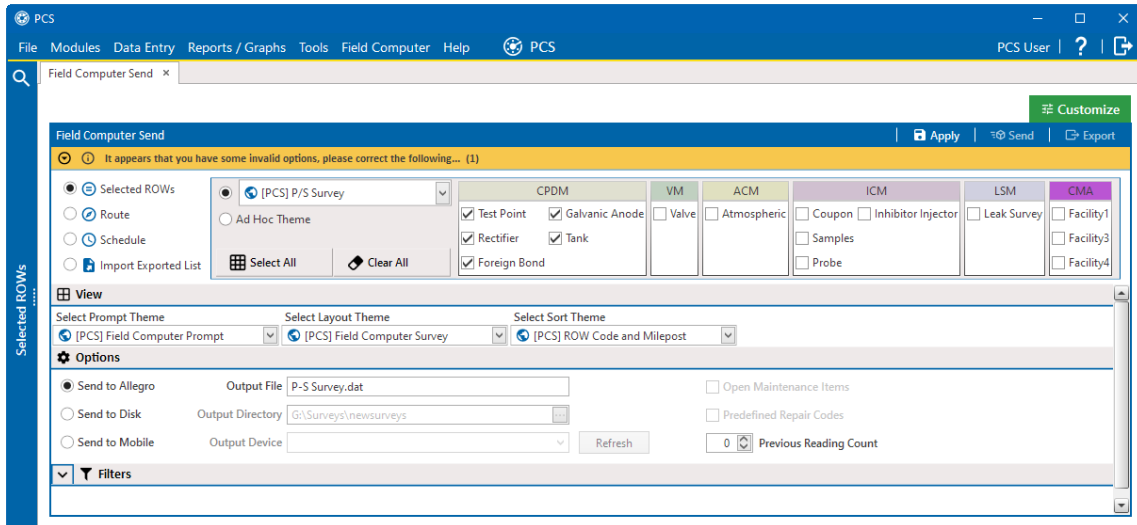 PCS
File Modules Data Entry Reports / Graphs Tools Field Computer Help PCS PCS User ?
Field Computer Send ×
Customize
Field Computer Send Apply Send Export
It appears that you have some invalid options, please correct the following... (1)
Selected ROWs
Route
Schedule
Import Exported List
[PCS] P/S Survey
Ad Hoc Theme
Select All Clear All
CPDM VM ACM ICM LSM CMA
Test Point Galvanic Anode Valve Atmospheric Coupon Inhibitor Injector Leak Survey Facility1
Rectifier Tank Samples Facility3
Foreign Bond Probe Facility4
Selected ROWs
View
Select Prompt Theme Select Layout Theme Select Sort Theme
[PCS] Field Computer Prompt [PCS] Field Computer Survey [PCS] ROW Code and Milepost
Options
Send to Allegro Output File P-S Survey.dat Open Maintenance Items
Send to Disk Output Directory G:\Surveys\newsurveys ... Predefined Repair Codes
Send to Mobile Output Device Refresh 0 Previous Reading Count
Filters